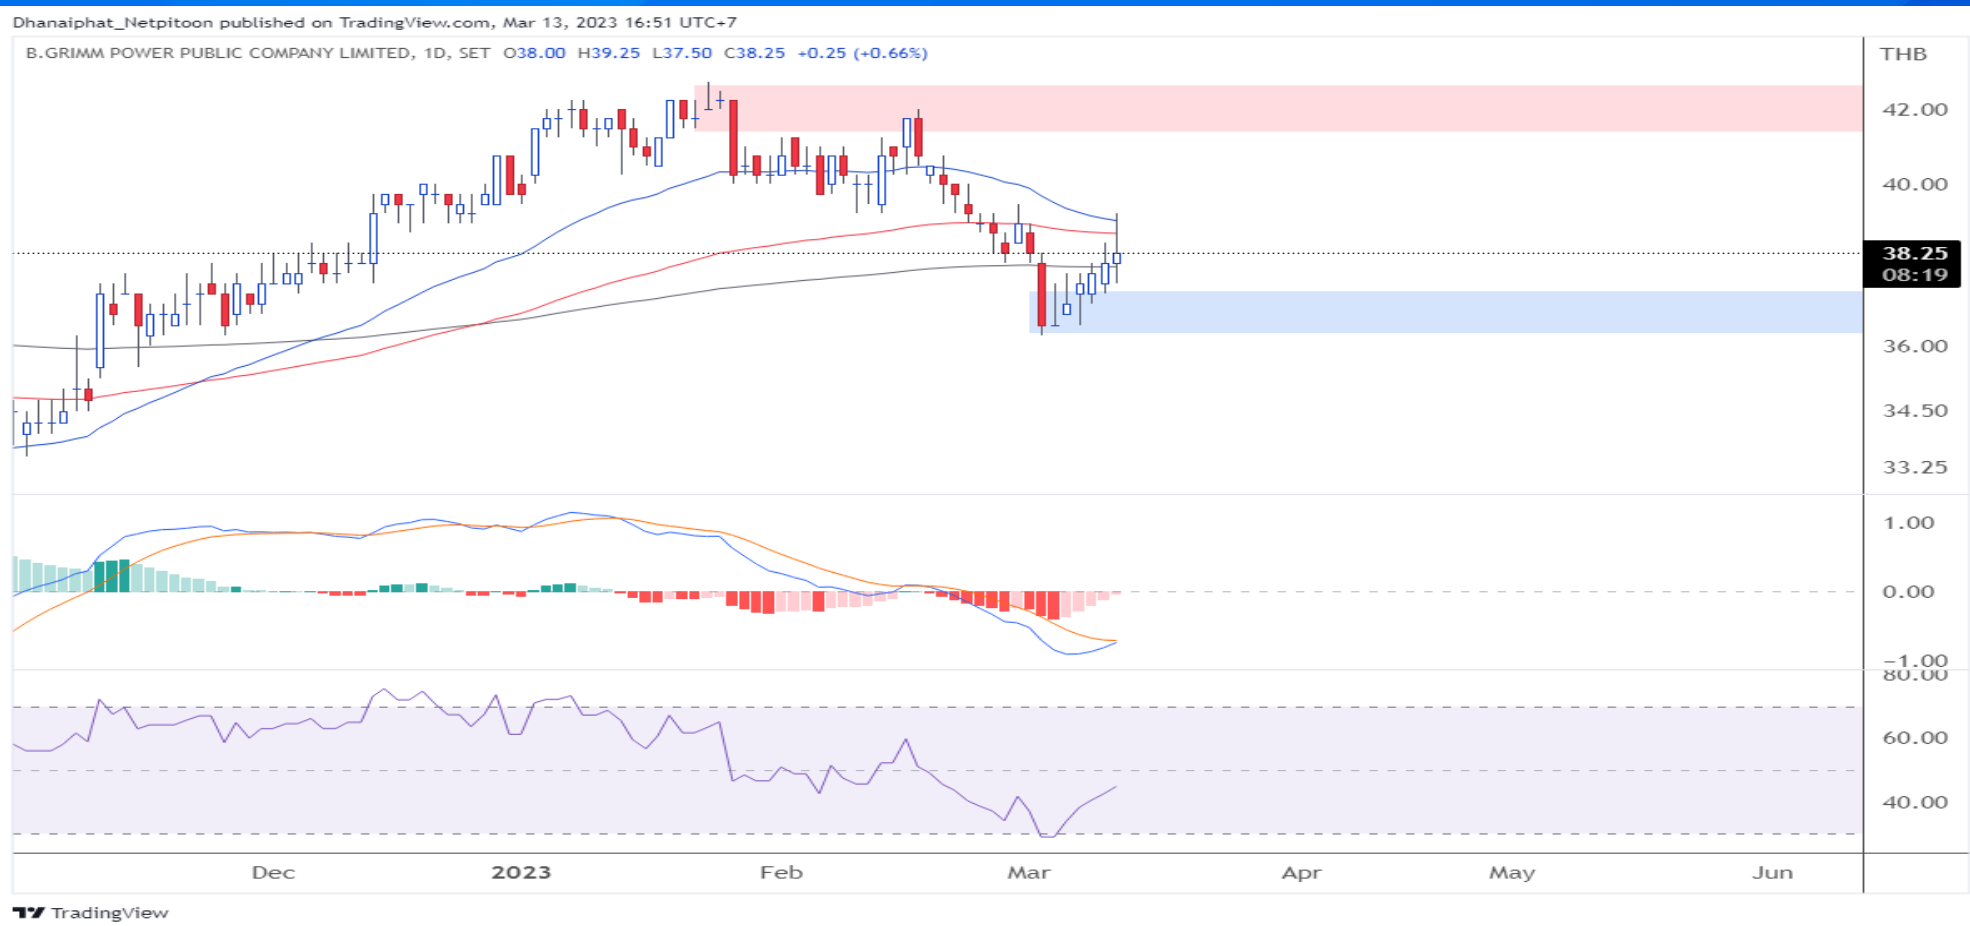 Dhanaiphat_Netpitoon published on TradingView.com, Mar 13, 2023 16:51 UTC+7
B.GRIMM POWER PUBLIC COMPANY LIMITED, 1D, SET O38.00 H39.25 L37.50 C38.25 +0.25 (+0.66%)
THB
42.00
40.00
38.25
08:19
36.00
34.50
33.25
1.00
0.00
−1.00
80.00
60.00
40.00
Dec 2023 Feb Mar Apr May Jun
TradingView